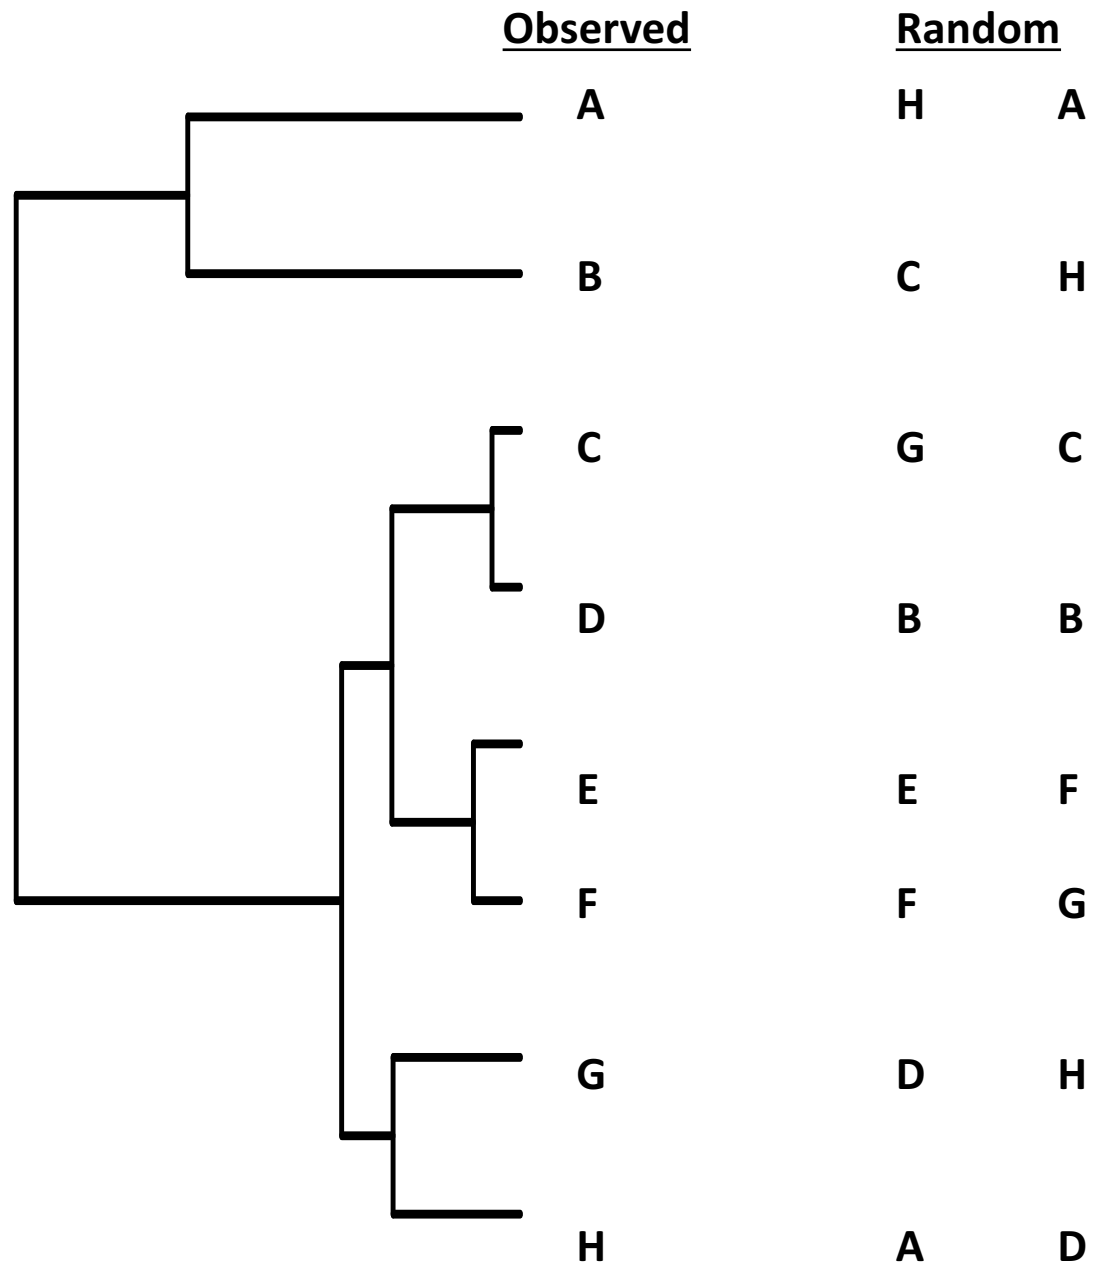 Observed Random
A H A
B C H
C G C
D B B
E E F
F F G
G D H
H A D